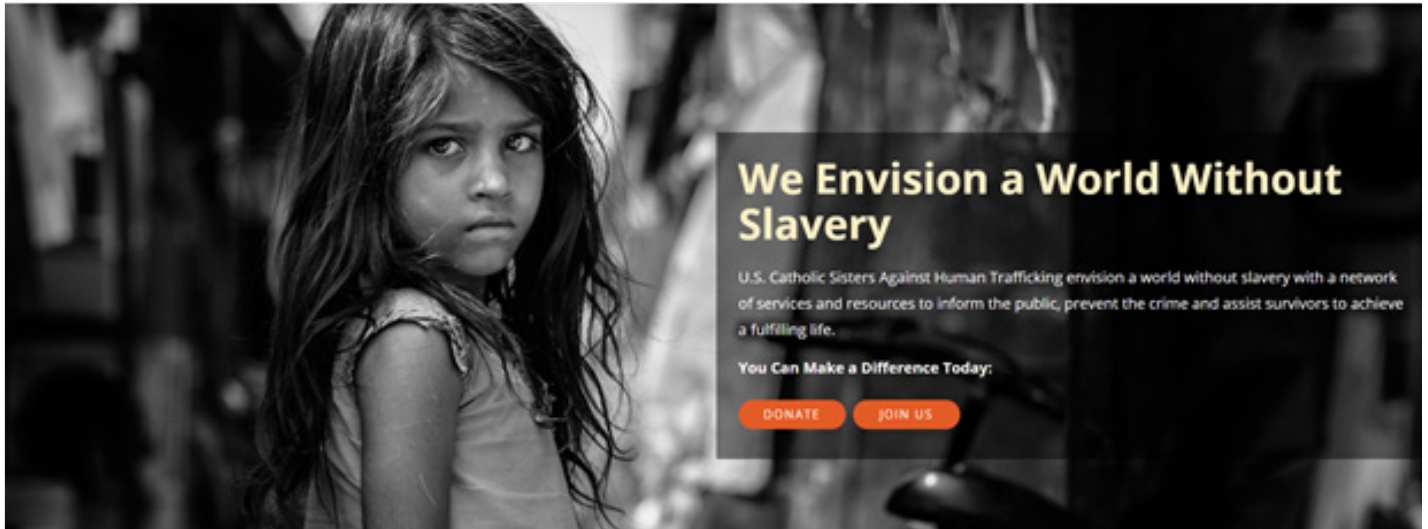 We Envision a World Without
Slavery
U.S. Catholic Sisters Against Human Trafficking envision a world without slavery with a network
of services and resources to inform the public, prevent the crime and assist survivors to achieve
a fulfilling life.
You Can Make a Difference Today:
DONATE JOIN US